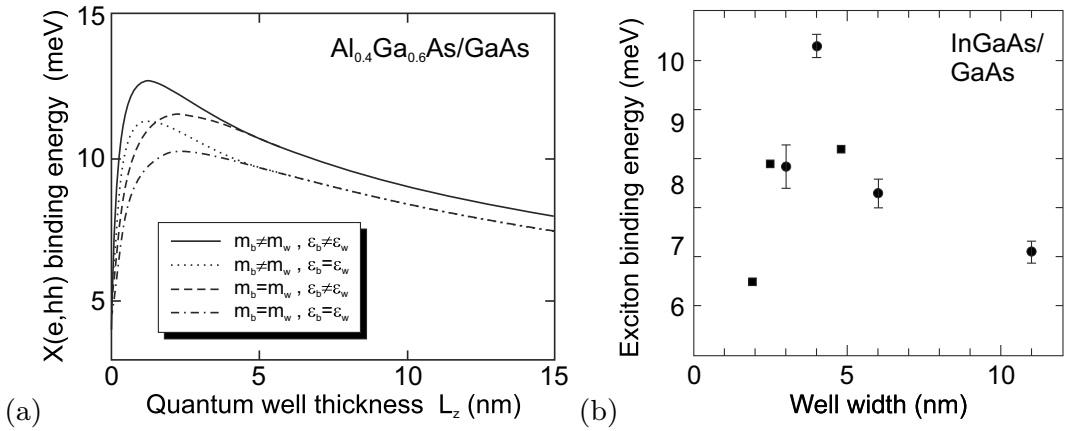 15
10
5
0
5
10
15
X(e,hh) binding energy (meV)
Al0.4Ga0.6As/GaAs
mb≠mw , εb≠εw
mb≠mw , εb=εw
mb=mw , εb≠εw
mb=mw , εb=εw
Quantum well thickness Lz (nm)
(a)
10
9
8
7
6
0
5
10
Exciton binding energy (meV)
InGaAs/
GaAs
Well width (nm)
(b)